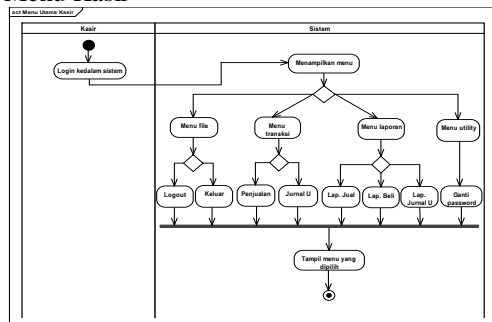 Menu Kasir
act Menu Utama Kasir
Kasir
Sistem
Login kedalam sistem
Menampilkan menu
Menu file
Menu
transksi
Menu laporan
Menu utility
Logout
Keluar
Penjualan
Jurnal U
Lap. Jual
Lap. Beli
Lap.
Jurnal U
Ganti
password
Tampil menu yang
dipilih